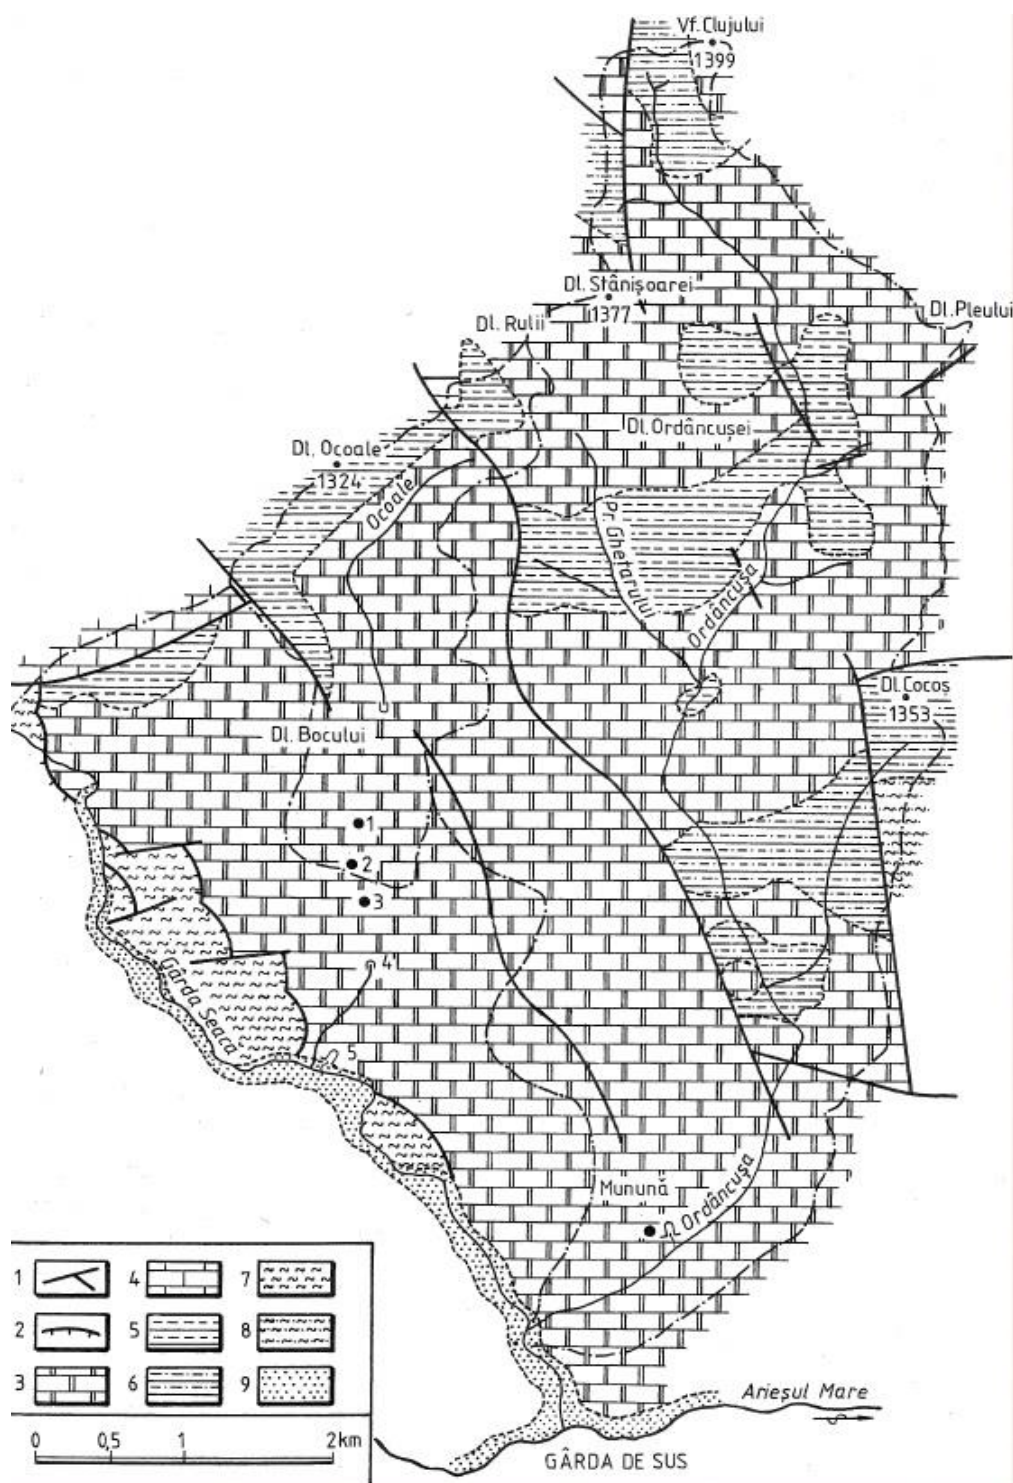 Vf. Clujului
1399
Dl. Stânișoarei
1377
Dl. Pleului
Dl. Rulii
Dl. Ordâncușei
Dl. Ocoale
1324
Ocoale
Pr. Ghețarului
Ordâncușa
Dl. Cocoș
1353
Dl. Bocului
1
2
3
4
Gârda Seaca
5
Munună
Ordâncușa
1
4
7
2
5
8
3
6
9
Arieșul Mare
0
0,5
1
2km
GÂRDA DE SUS